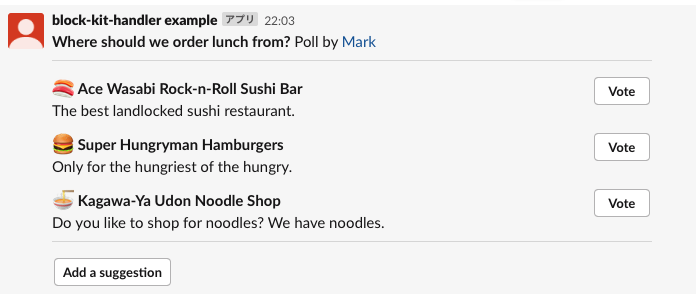 block-kit-handler example アプリ 22:03
Where should we order lunch from? Poll by Mark
Ace Wasabi Rock-n-Roll Sushi Bar
Vote
The best landlocked sushi restaurant.
Super Hungryman Hamburgers
Vote
Only for the hungriest of the hungry.
Kagawa-Ya Udon Noodle Shop
Vote
Do you like to shop for noodles? We have noodles.
Add a suggestion